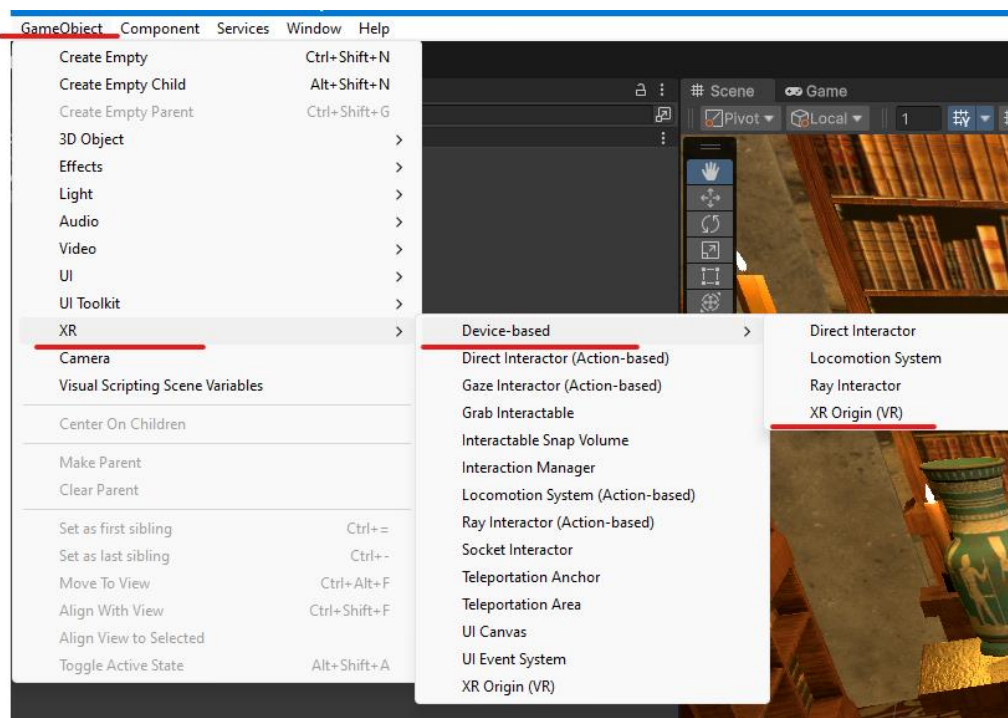 GameObject Component Services Window Help
Create Empty Ctrl+Shift+N
Create Empty Child Alt+Shift+N
Create Empty Parent Ctrl+Shift+G
3D Object
Effects
Light
Audio
Video
UI
UI Toolkit
XR
Camera
Visual Scripting Scene Variables
Center On Children
Make Parent
Clear Parent
Set as first sibling Ctrl+=
Set as last sibling Ctrl+-
Move To View Ctrl+Alt+F
Align With View Ctrl+Shift+F
Align View to Selected
Toggle Active State Alt+Shift+A
Device-based
Direct Interactor (Action-based)
Gaze Interactor (Action-based)
Grab Interactable
Interactable Snap Volume
Interaction Manager
Locomotion System (Action-based)
Ray Interactor (Action-based)
Socket Interactor
Teleportation Anchor
Teleportation Area
UI Canvas
UI Event System
XR Origin (VR)
Direct Interactor
Locomotion System
Ray Interactor
XR Origin (VR)
Scene Game
Pivot Local 1